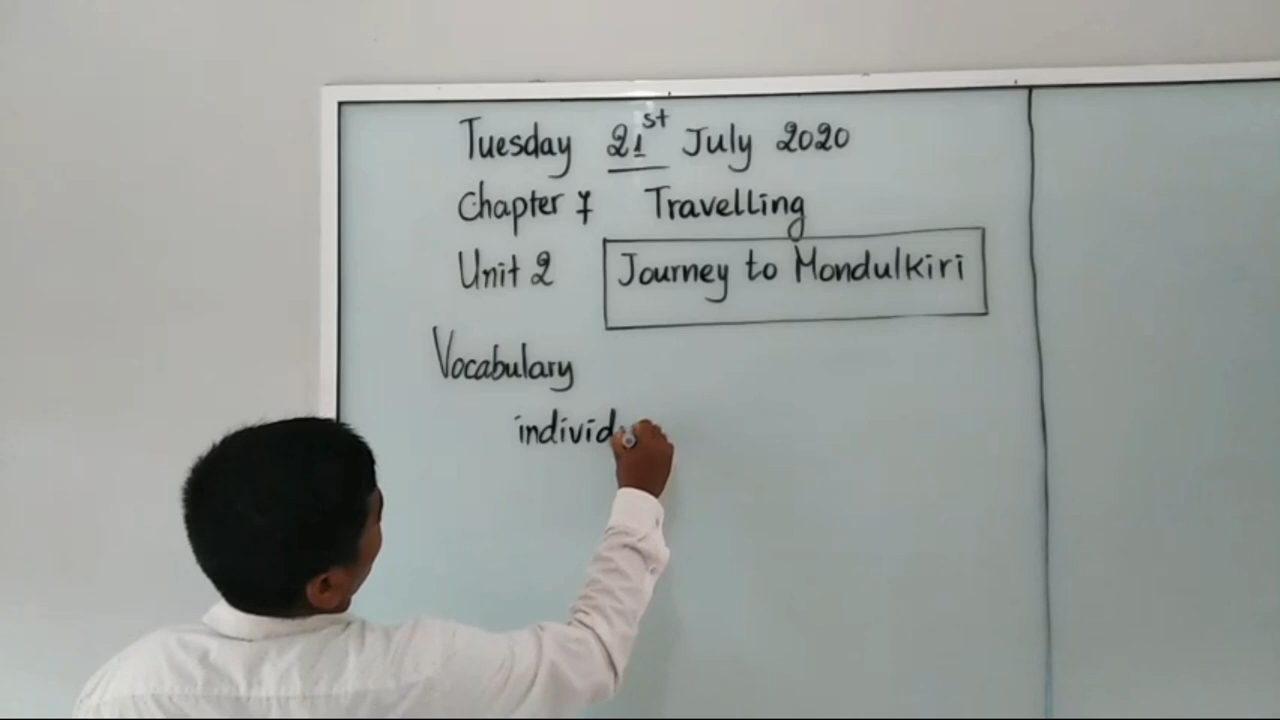 Tuesday 21st July 2020
Chapter 7 Travelling
Unit 2 Journey to Mondulkiri
Vocabulary
individ